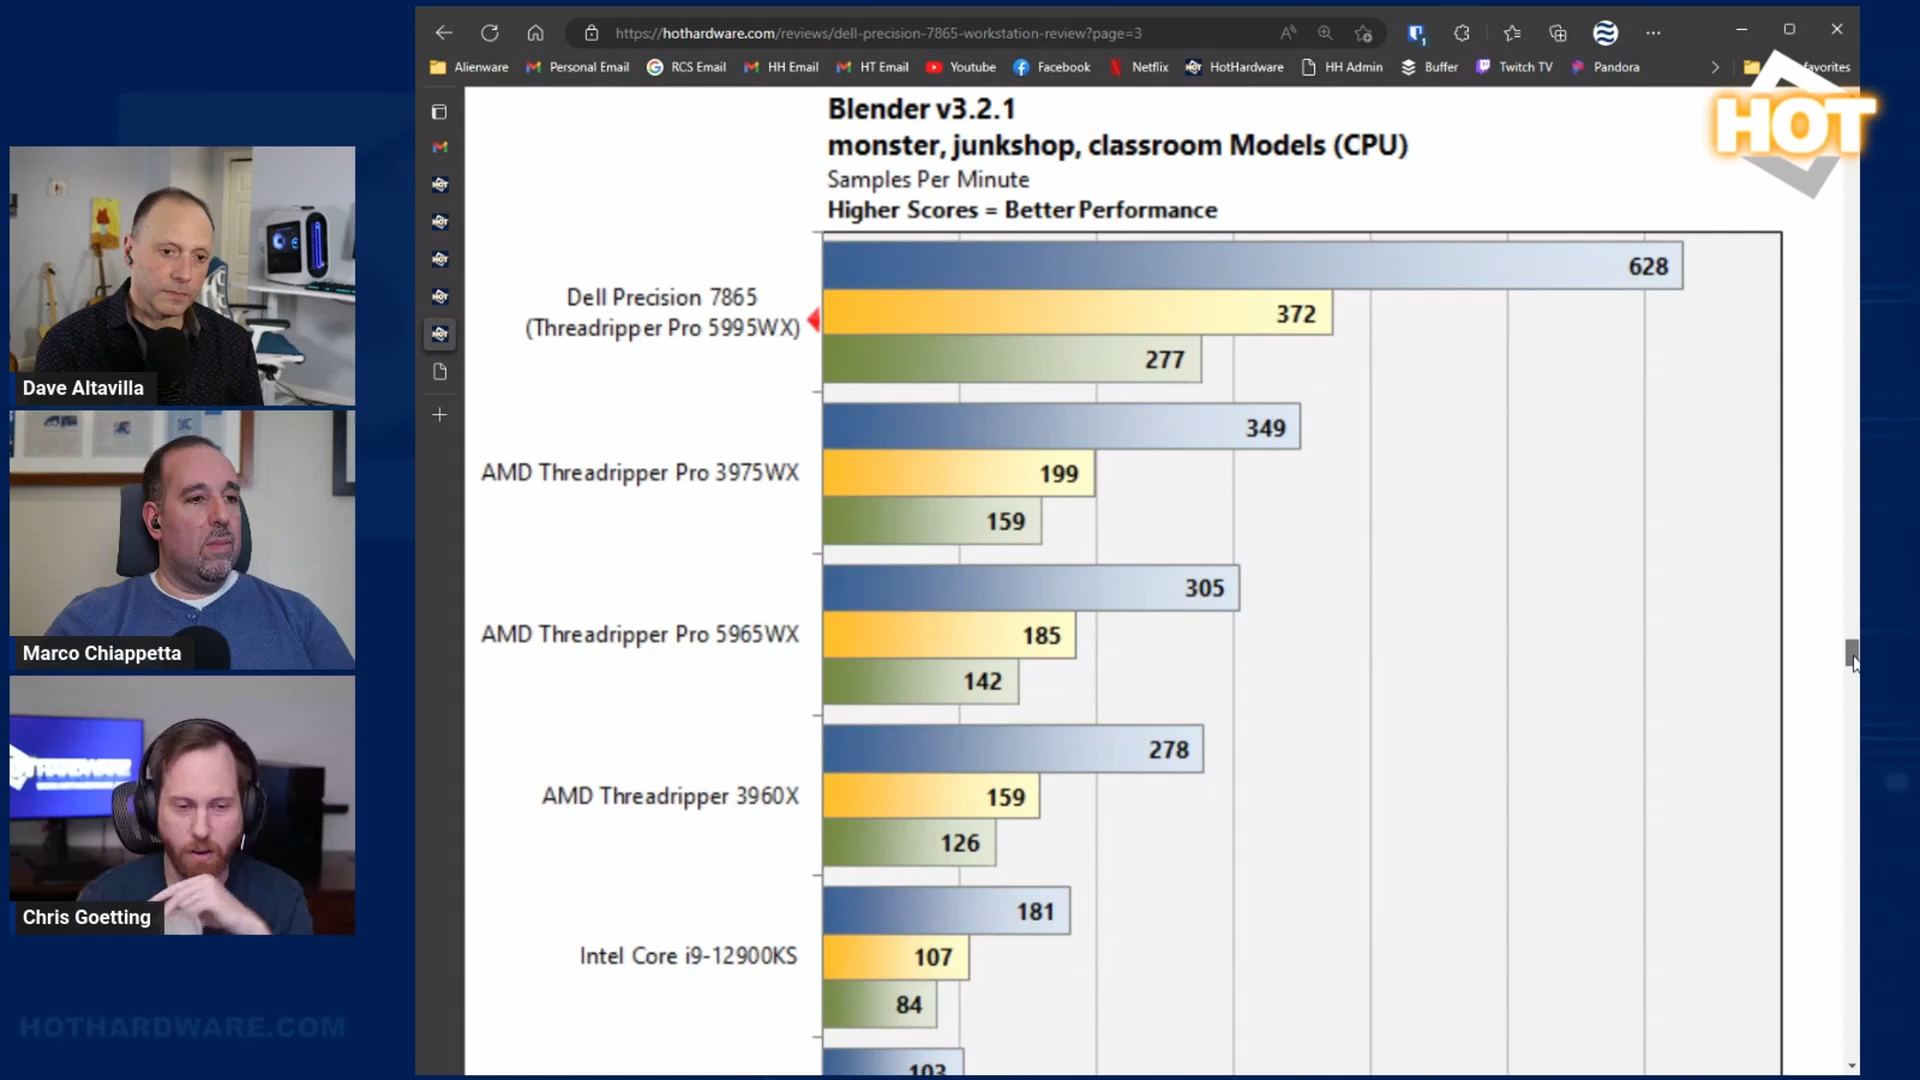 https://hothardware.com/reviews/dell-precision-7865-workstation-review?page=3
Alienware
Personal Email
RCS Email
HH Email
HT Email
Youtube
Facebook
Netflix
HotHardware
HH Admin
Buffer
Twitch TV
Pandora
favorites
HOT
Blender v3.2.1
monster, junkshop, classroom Models (CPU)
Samples Per Minute
Higher Scores = Better Performance
Dell Precision 7865
(Threadripper Pro 5995WX)
628
372
277
AMD Threadripper Pro 3975WX
349
199
159
AMD Threadripper Pro 5965WX
305
185
142
AMD Threadripper 3960X
278
159
126
Intel Core i9-12900KS
181
107
84
103
Dave Altavilla
Marco Chiappetta
Chris Goetting
HOTHARDWARE.COM